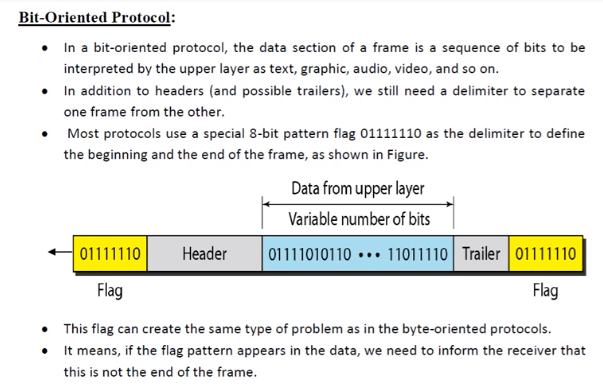 Bit-Oriented Protocol:
• In a bit-oriented protocol, the data section of a frame is a sequence of bits to be
interpreted by the upper layer as text, graphic, audio, video, and so on.
• In addition to headers (and possible trailers), we still need a delimiter to separate
one frame from the other.
• Most protocols use a special 8-bit pattern flag 01111110 as the delimiter to define
the beginning and the end of the frame, as shown in Figure.
Data from upper layer
Variable number of bits
01111110 Header 01111010110 ••• 11011110 Trailer 01111110
Flag Flag
• This flag can create the same type of problem as in the byte-oriented protocols.
• It means, if the flag pattern appears in the data, we need to inform the receiver that
this is not the end of the frame.